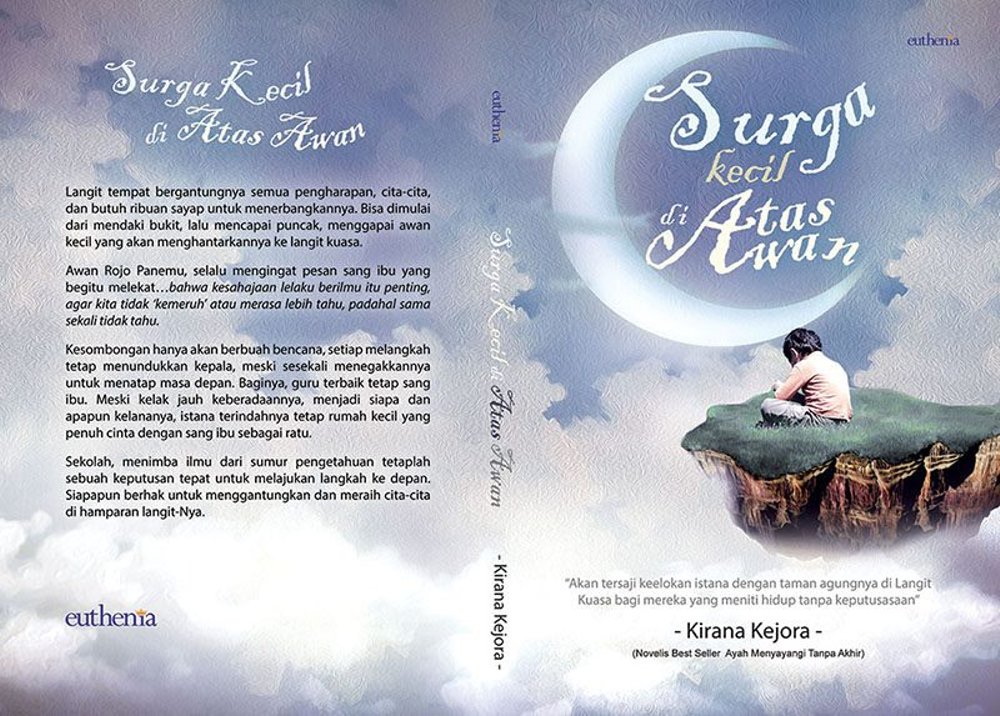 Surga Kecil
di Atas Awan
Langit tempat bergantungnya semua pengharapan, cita-cita,
dan butuh ribuan sayap untuk menerbangkannya. Bisa dimulai
dari mendaki bukit, lalu mencapai puncak, menggapai awan
kecil yang akan menghantarkannya ke langit kuasa.
Awan Rojo Panemu, selalu mengingat pesan sang ibu yang
begitu melekat…bahwa kesahajaan lelaku berilmu itu penting,
agar kita tidak ‘kemeruh’ atau merasa lebih tahu, padahal sama
sekali tidak tahu.
Kesombongan hanya akan berbuah bencana, setiap melangkah
tetap menundukkan kepala, meski sesekali menegakkannya
untuk menatap masa depan. Baginya, guru terbaik tetap sang
ibu. Meski kelak jauh keberadaannya, menjadi siapa dan
apapun kelananya, istana terindahnya tetap rumah kecil yang
penuh cinta dengan sang ibu sebagai ratu.
Sekolah, menimba ilmu dari sumur pengetahuan tetaplah
sebuah keputusan tepat untuk melajukan langkah ke depan.
Siapapun berhak untuk menggantungkan dan meraih cita-cita
di hamparan langit-Nya.
euthenia
euthenia
Surga Kecil di Atas Awan
- Kirana Kejora -
euthenia
Surga
kecil
di Atas
Awan
“Akan tersaji keelokan istana dengan taman agungnya di Langit
Kuasa bagi mereka yang meniti hidup tanpa keputusasaan”
- Kirana Kejora -
(Novelis Best Seller Ayah Menyayangi Tanpa Akhir)